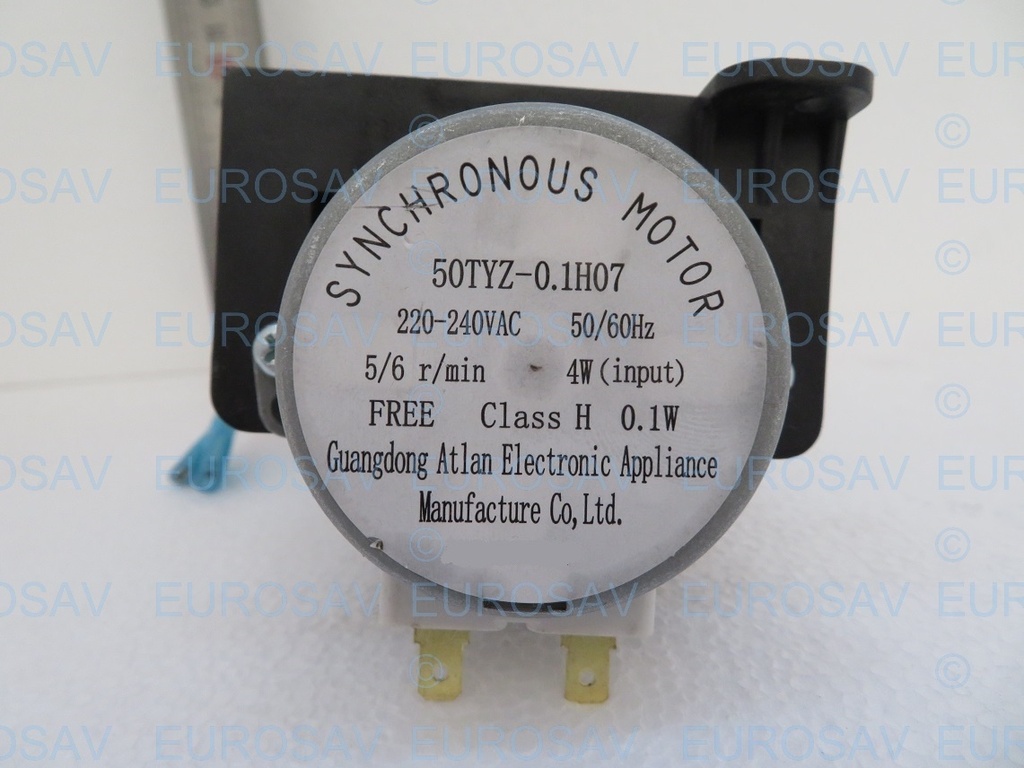 SYNCHRONOUS MOTOR
50TYZ-0.1H07
220-240VAC 50/60Hz
5/6 r/min 4W (input)
FREE Class H 0.1W
Guangdong Atlan Electronic Appliance
Manufacture Co,Ltd.
© EUROSAV